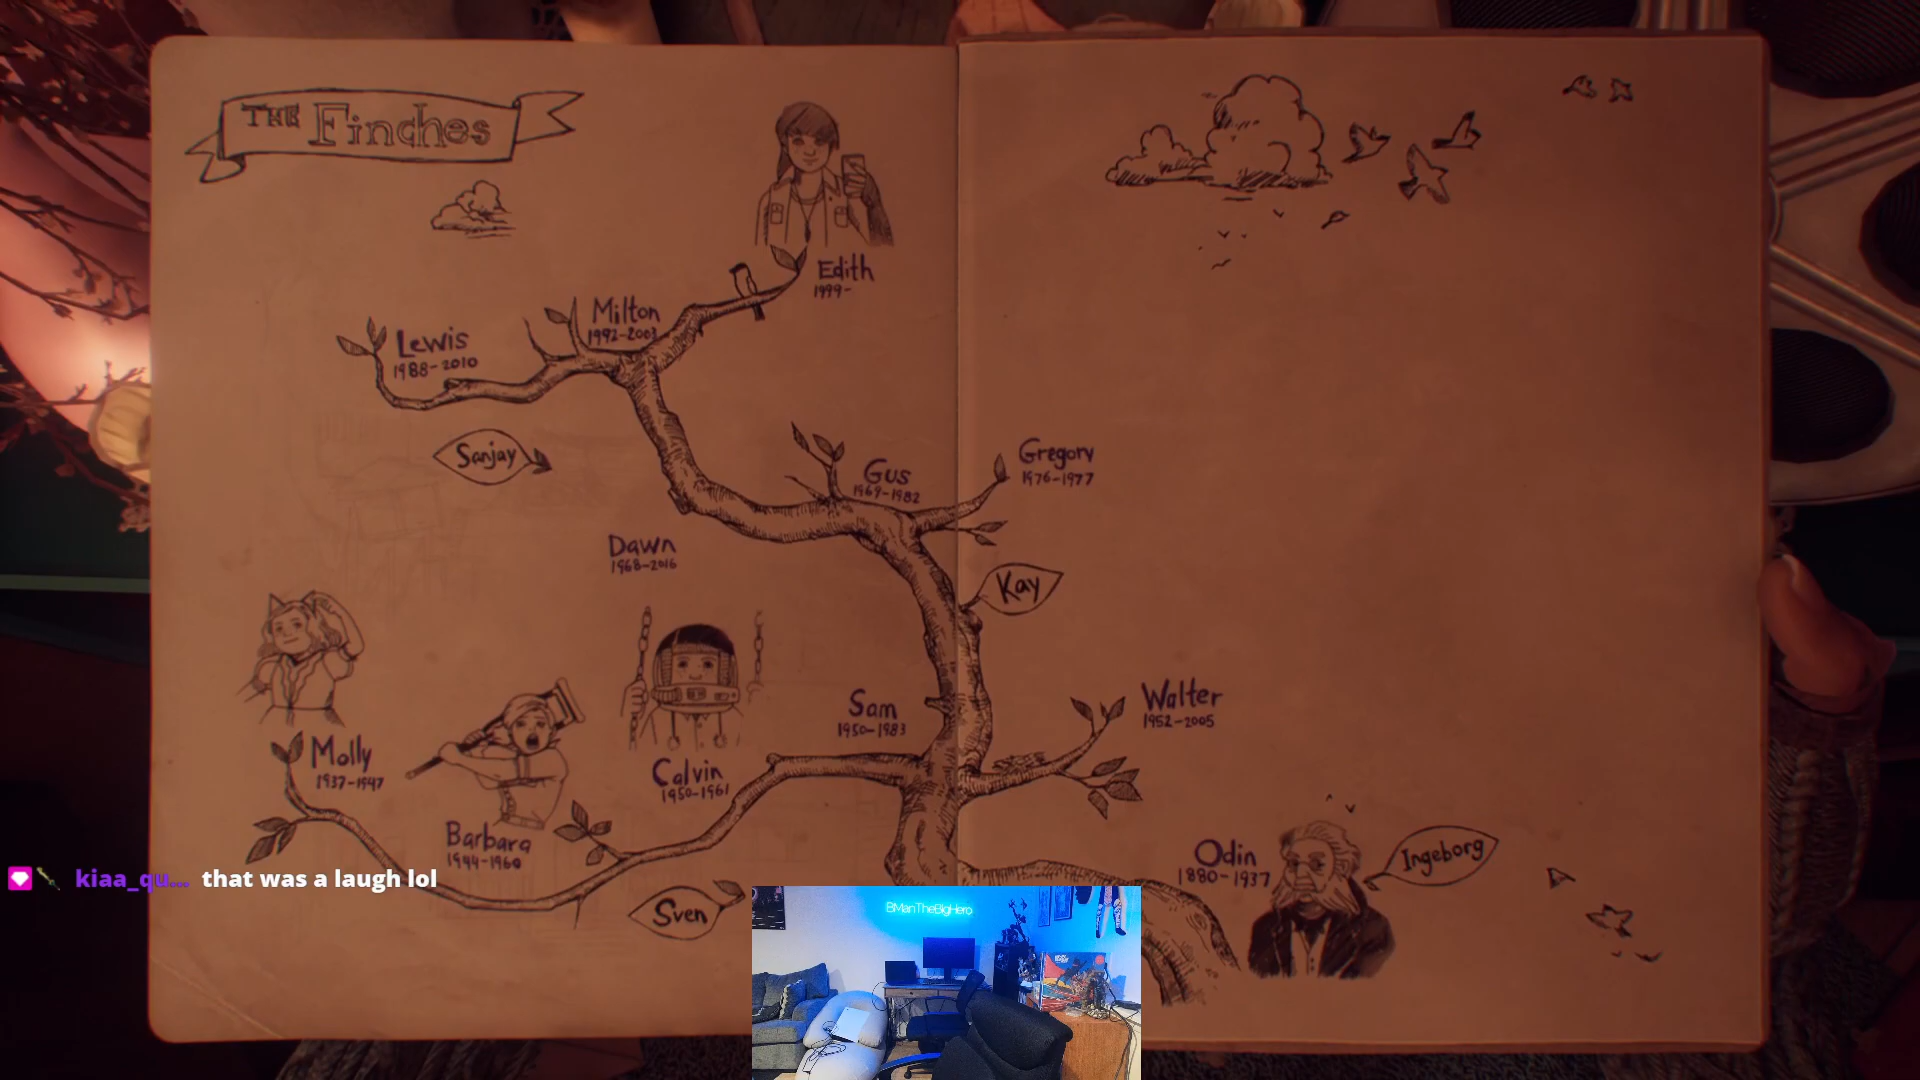 THE Finches
Edith
1999-
Milton
1992-2003
Lewis
1988-2010
Sanjay
Gus
1969-1982
Gregory
1976-1977
Dawn
1968-2016
Kay
Sam
1950-1983
Walter
1952-2005
Molly
1937-1947
Calvin
1950-1961
Barbara
1944-1960
Odin
1880-1937
Ingeborg
Sven
kiaa_qu... that was a laugh lol
BManTheBigHero